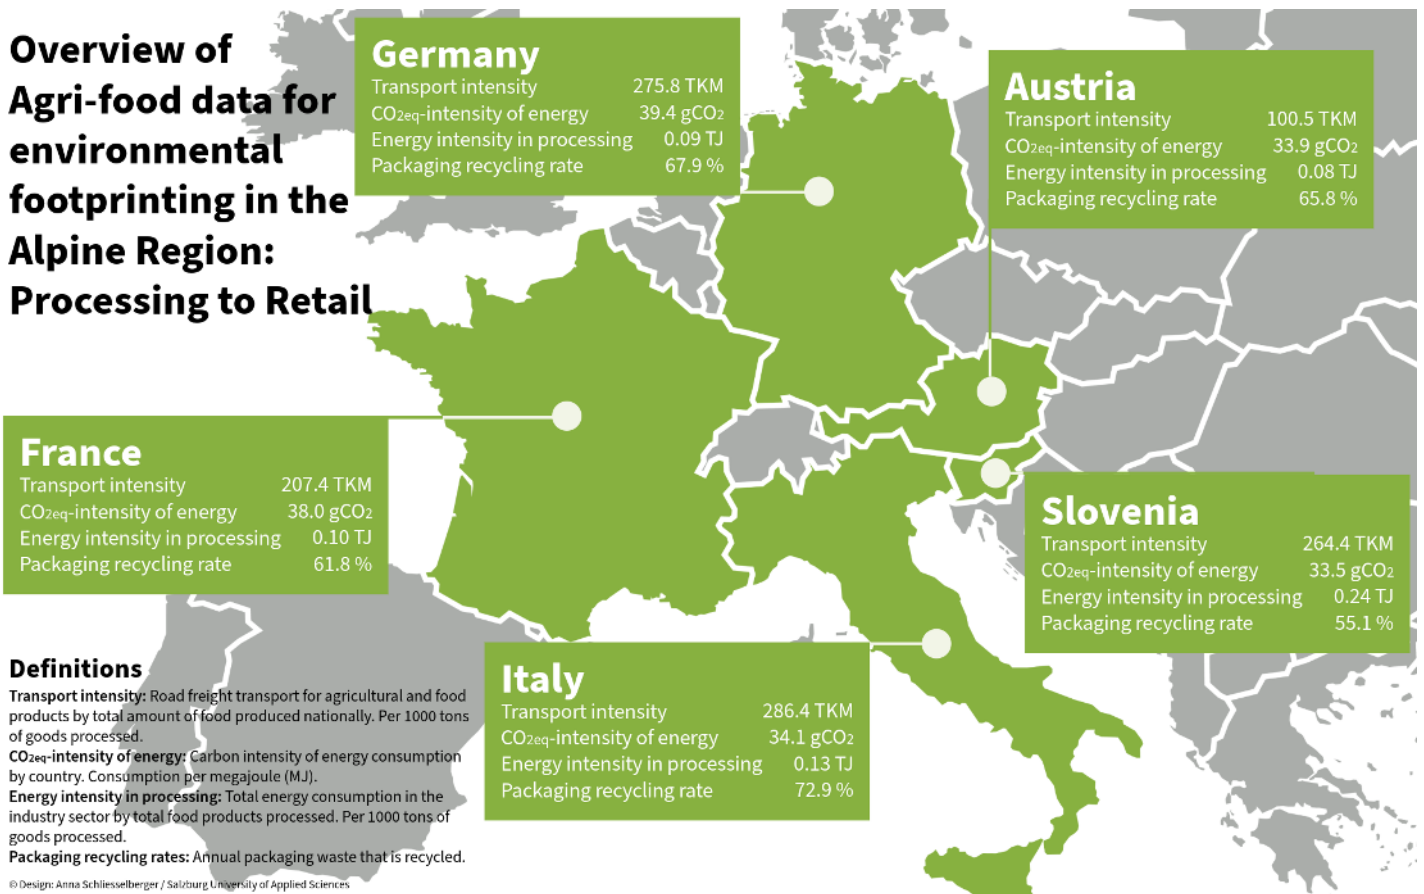 Overview of
Agri-food data for
environmental
footprinting in the
Alpine Region:
Processing to Retail
Germany
Transport intensity 275.8 TKM
CO2eq-intensity of energy 39.4 gCO2
Energy intensity in processing 0.09 TJ
Packaging recycling rate 67.9 %
Austria
Transport intensity 100.5 TKM
CO2eq-intensity of energy 33.9 gCO2
Energy intensity in processing 0.08 TJ
Packaging recycling rate 65.8 %
France
Transport intensity 207.4 TKM
CO2eq-intensity of energy 38.0 gCO2
Energy intensity in processing 0.10 TJ
Packaging recycling rate 61.8 %
Slovenia
Transport intensity 264.4 TKM
CO2eq-intensity of energy 33.5 gCO2
Energy intensity in processing 0.24 TJ
Packaging recycling rate 55.1 %
Italy
Transport intensity 286.4 TKM
CO2eq-intensity of energy 34.1 gCO2
Energy intensity in processing 0.13 TJ
Packaging recycling rate 72.9 %
Definitions
Transport intensity: Road freight transport for agricultural and food
products by total amount of food produced nationally. Per 1000 tons
of goods processed.
CO2eq-intensity of energy: Carbon intensity of energy consumption
by country. Consumption per megajoule (MJ).
Energy intensity in processing: Total energy consumption in the
industry sector by total food products processed. Per 1000 tons of
goods processed.
Packaging recycling rates: Annual packaging waste that is recycled.
© Design: Anna Schliesselberger / Salzburg University of Applied Sciences